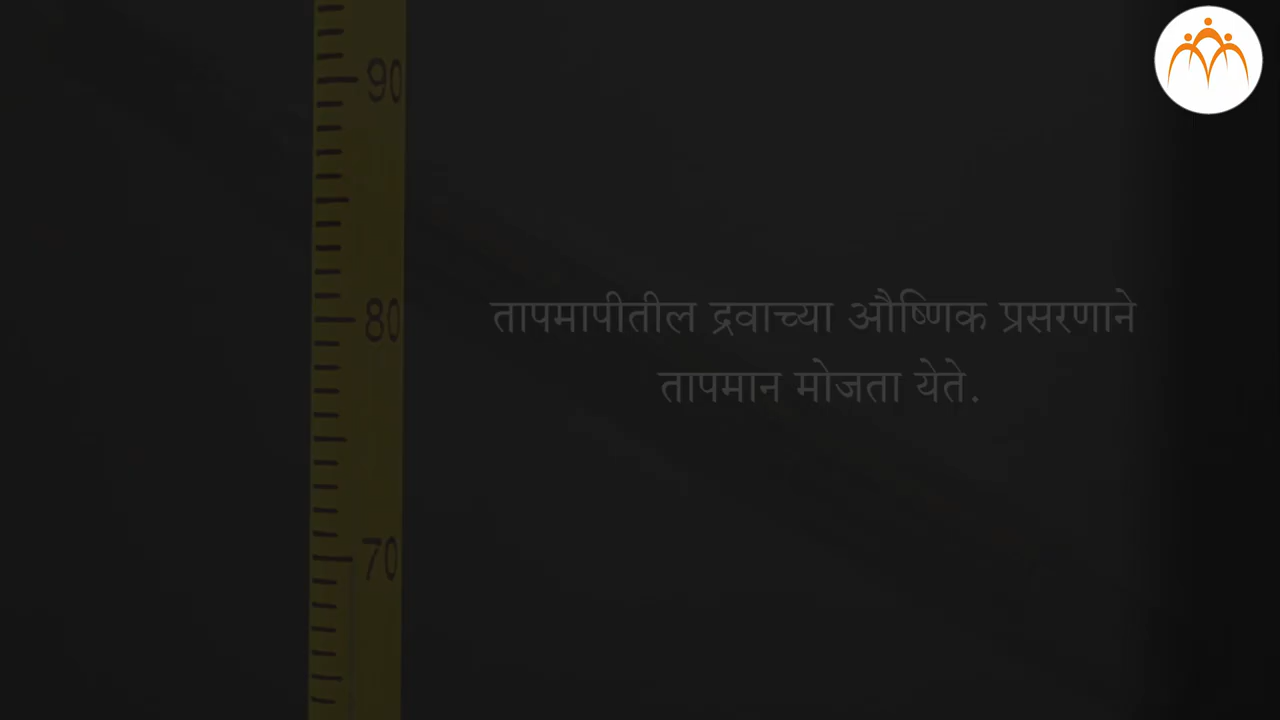 90
80
70
तापमापीतील द्रवाच्या औष्णिक प्रसरणाने
तापमान मोजता येते.